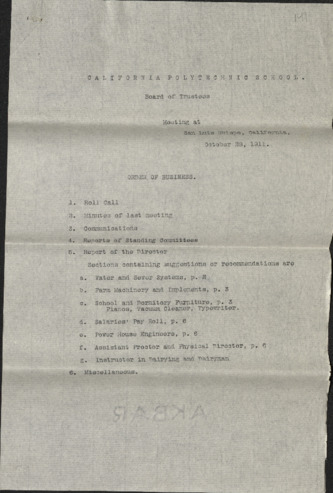 CALIFORNIA POLYTECHNIC SCHOOL.
Board of Trustees
Meeting at
San Luis Obispo, California.
October 28, 1911.
ORDER OF BUSINESS.
1. Roll Call
2. Minutes of last meeting
3. Communications
4. Reports of Standing Committees
5. Report of the Director
Sections containing suggestions or recommendations are
a. Water and Sewer Systems, p. 2
b. Farm Machinery and Implements, p. 2
c. School and Dormitory Furniture, p. 3
Pianos, Vacuum Cleaner, Typewriter.
d. Salaries' Pay Roll, p. 6
e. Power House Engineers, p. 6
f. Assistant Proctor and Physical Director, p. 6
g. Instructor in Dairying and Dairyman
6. Miscellaneous.